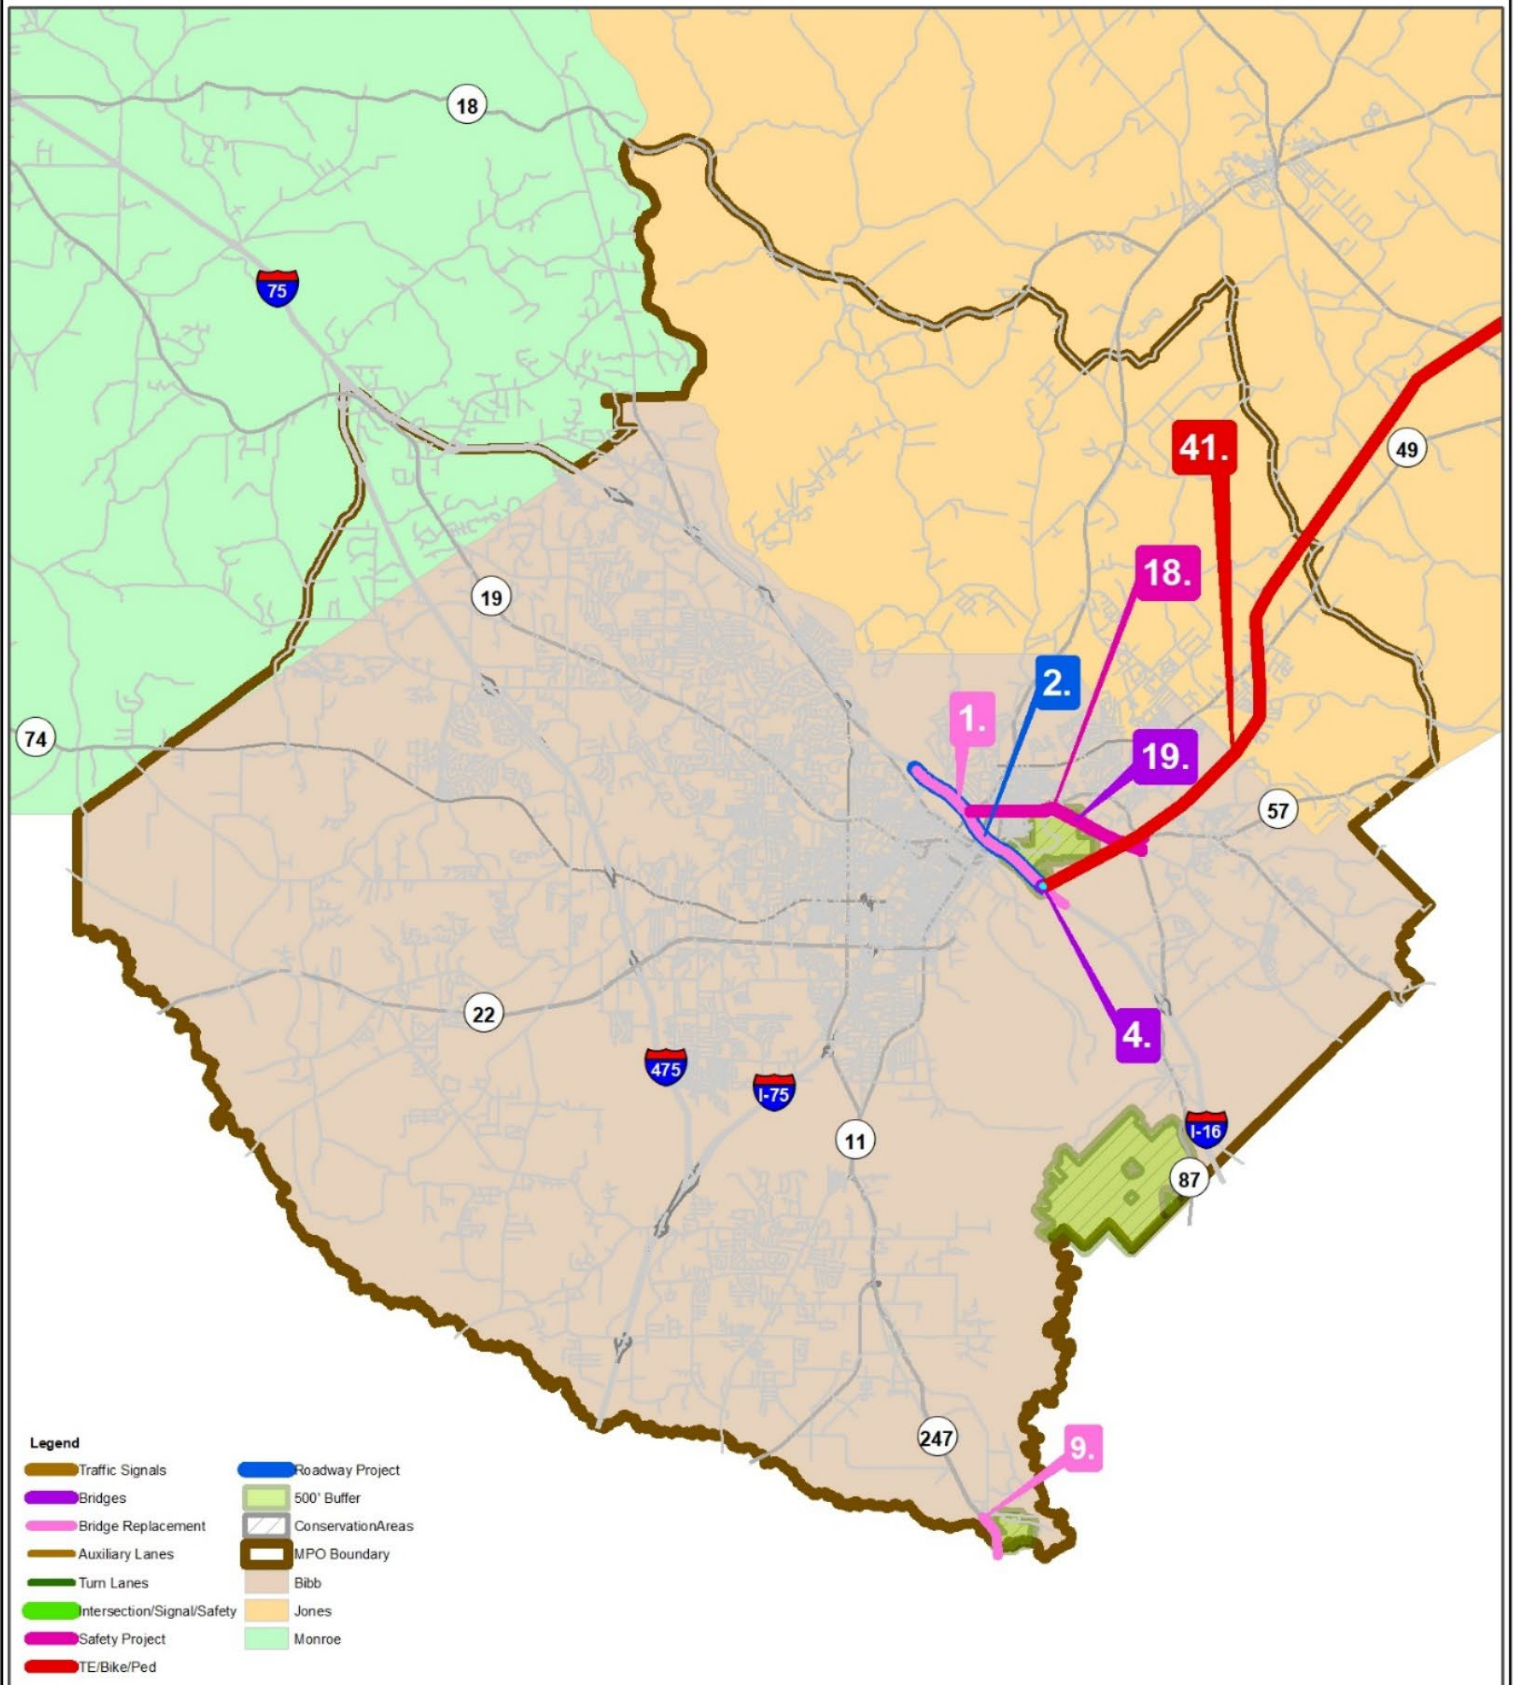 18
75
41.
49
18.
19
2.
1.
74
19.
57
22
4.
475
I-75
I-16
11
87
247
9.
Legend
Traffic Signals
Bridges
Bridge Replacement
Auxiliary Lanes
Turn Lanes
Intersection/Signal/Safety
Safety Project
TE/Bike/Ped
Roadway Project
500' Buffer
ConservationAreas
MPO Boundary
Bibb
Jones
Monroe